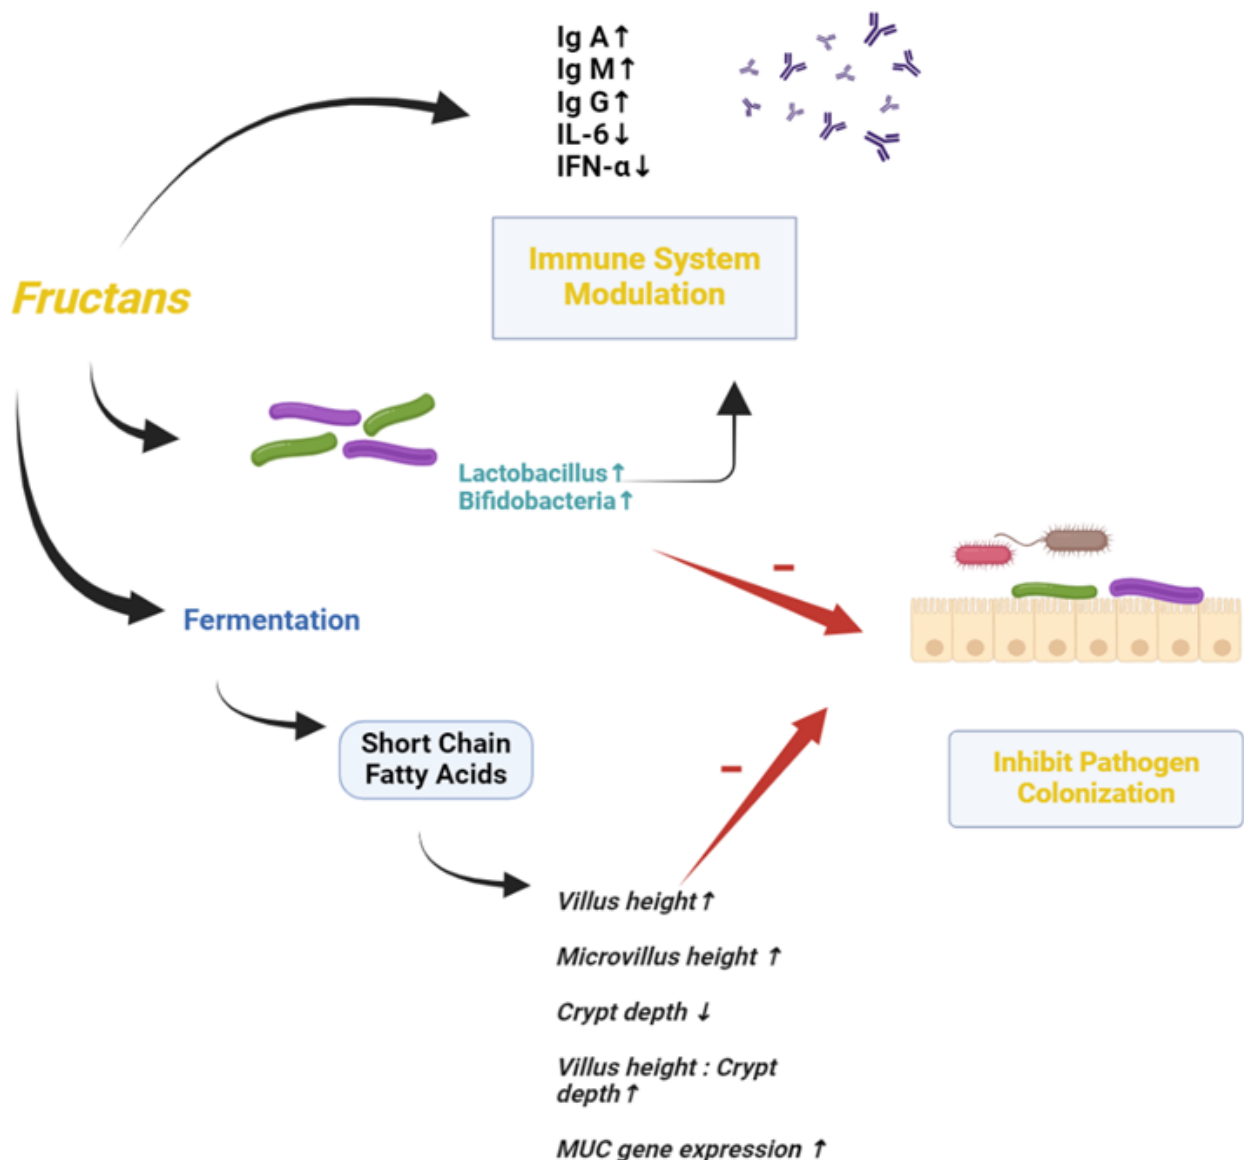 Ig A↑
Ig M↑
Ig G↑
IL-6↓
IFN-α↓
Immune System
Modulation
Fructans
Lactobacillus↑
Bifidobacteria↑
Fermentation
Short Chain
Fatty Acids
–
–
Inhibit Pathogen
Colonization
Villus height↑
Microvillus height ↑
Crypt depth ↓
Villus height : Crypt
depth↑
MUC gene expression ↑